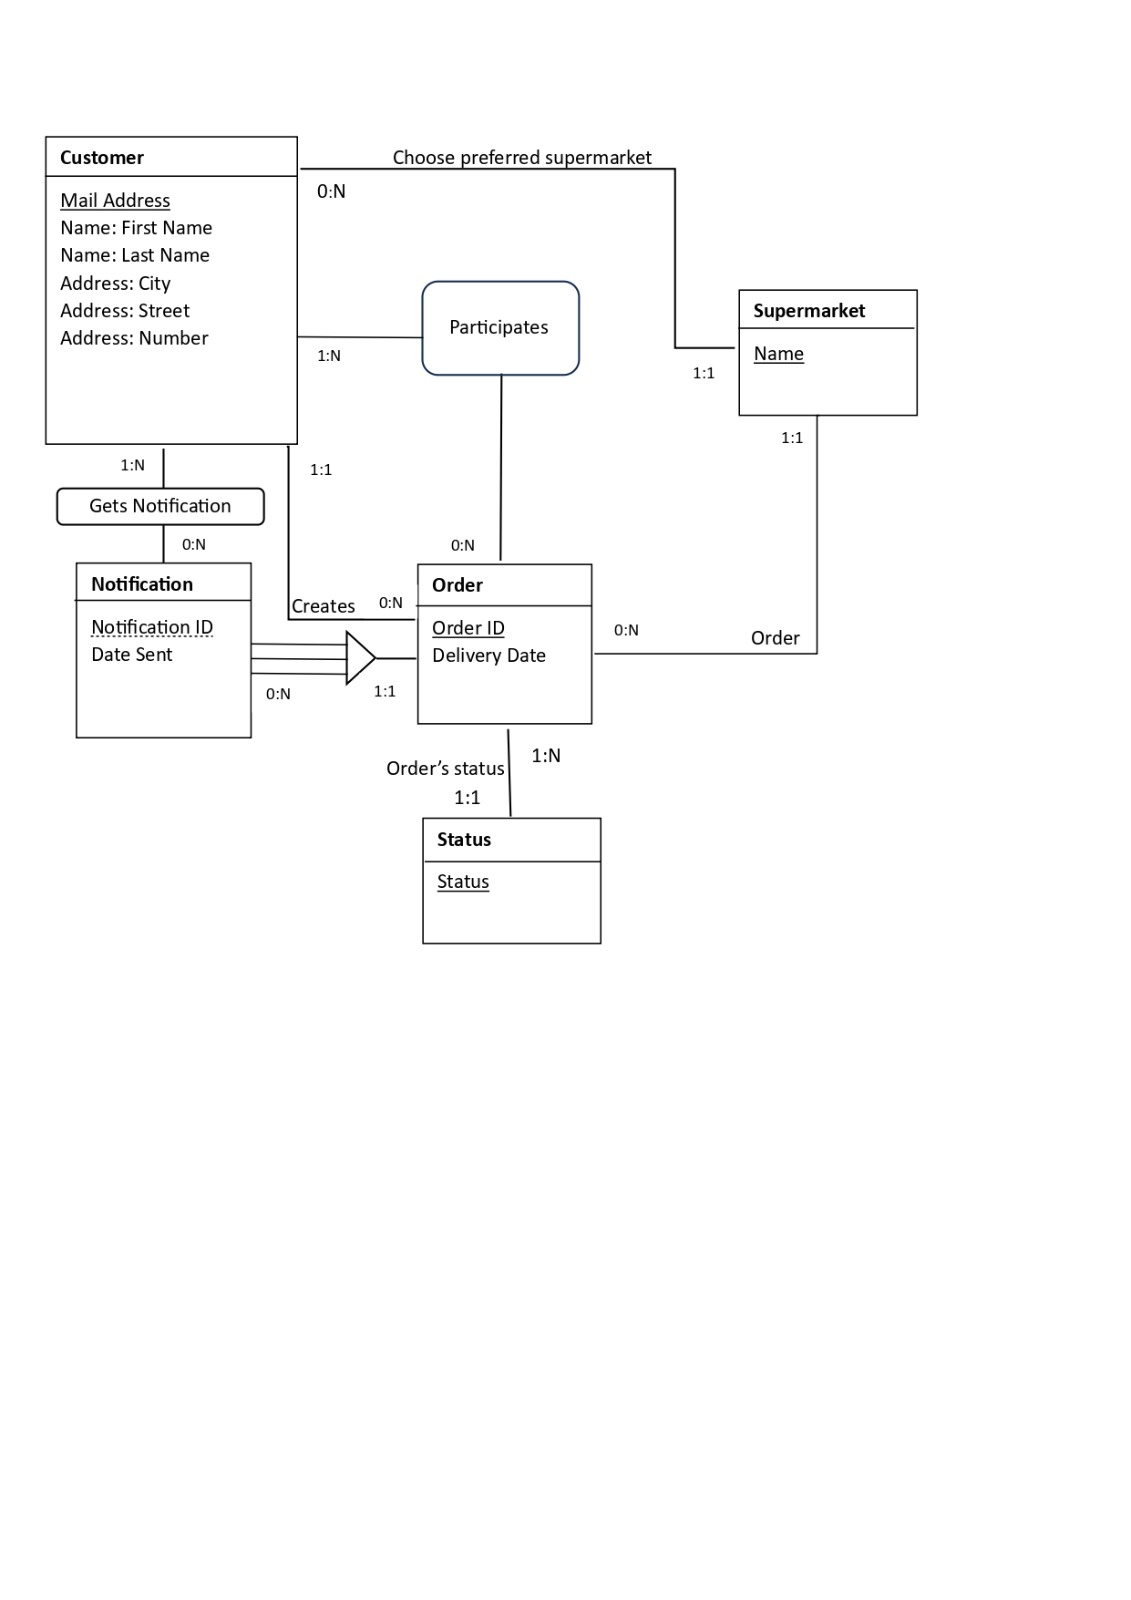 Customer
Mail Address
Name: First Name
Name: Last Name
Address: City
Address: Street
Address: Number
Choose preferred supermarket
0:N
Participates
1:N
Supermarket
Name
1:1
1:1
1:N
1:1
Gets Notification
0:N
0:N
Notification
Notification ID
Date Sent
Creates
0:N
Order
Order ID
Delivery Date
0:N
Order
0:N
1:1
Order’s status
1:N
1:1
Status
Status